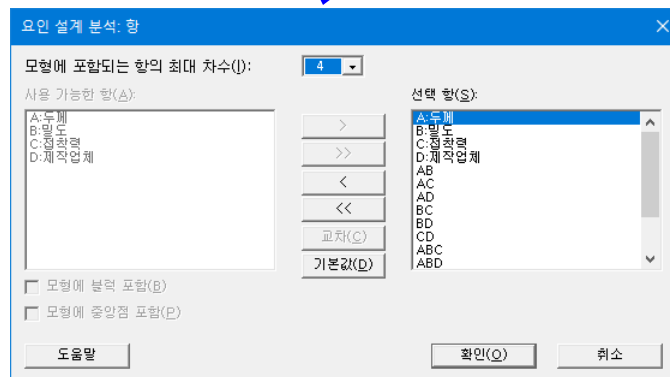 요인 설계 분석: 항
모형에 포함되는 항의 최대 차수(I):
4
사용 가능한 항(A):
A:두께
B:밀도
C:접착력
D:제작업체
>
>>
<
<<
교차(C)
기본값(D)
선택 항(S):
A:두께
B:밀도
C:접착력
D:제작업체
AB
AC
AD
BC
BD
CD
ABC
ABD
모형에 블럭 포함(B)
모형에 중앙점 포함(P)
도움말
확인(O)
취소